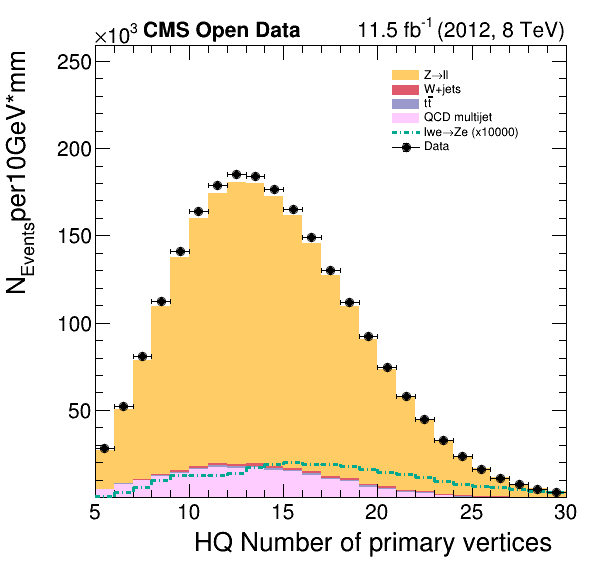 ×10³ CMS Open Data 11.5 fb⁻¹ (2012, 8 TeV)
N_Events per10GeV*mm
250
200
150
100
50
Z→ll
W+jets
tt̅
QCD multijet
lwe→Ze (x10000)
Data
5 10 15 20 25 30
HQ Number of primary vertices